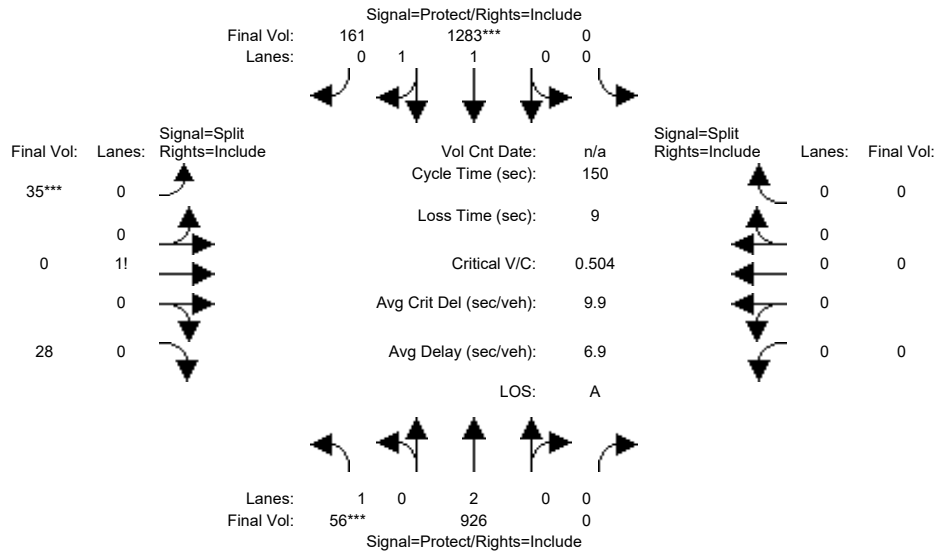 Signal=Protect/Rights=Include
Final Vol: 161 1283*** 0
Lanes: 0 1 1 0 0
Signal=Split
Final Vol: Lanes: Rights=Include
Vol Cnt Date: n/a
Signal=Split
Rights=Include Lanes: Final Vol:
Cycle Time (sec): 150
35*** 0
0 0
Loss Time (sec): 9
0
0
0 1!
Critical V/C: 0.504
0 0
0
Avg Crit Del (sec/veh): 9.9
0
28 0
Avg Delay (sec/veh): 6.9
0 0
LOS: A
Lanes: 1 0 2 0 0
Final Vol: 56*** 926 0
Signal=Protect/Rights=Include